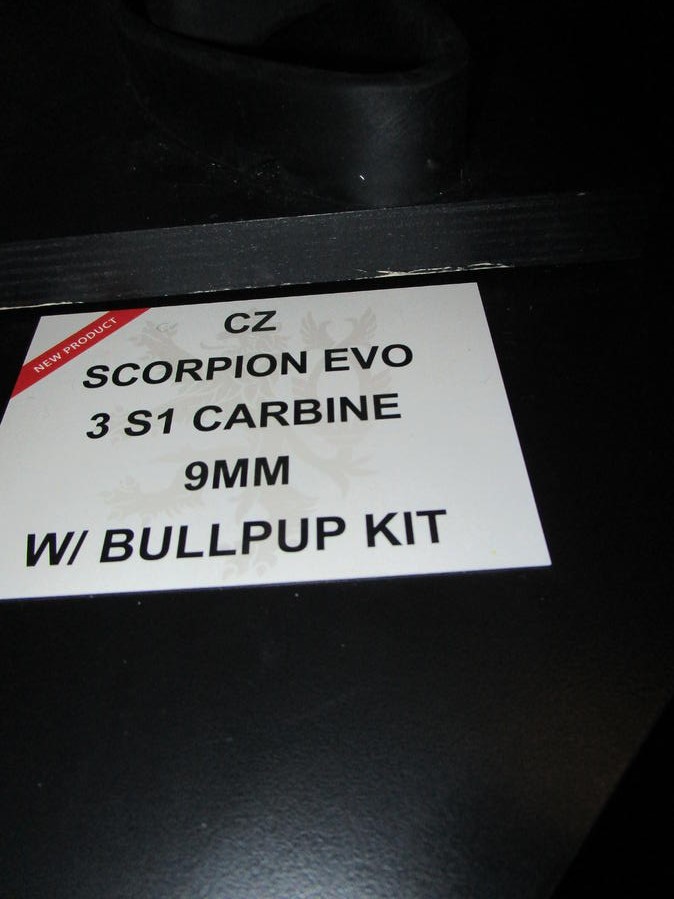 NEW PRODUCT
CZ
SCORPION EVO
3 S1 CARBINE
9MM
W/ BULLPUP KIT